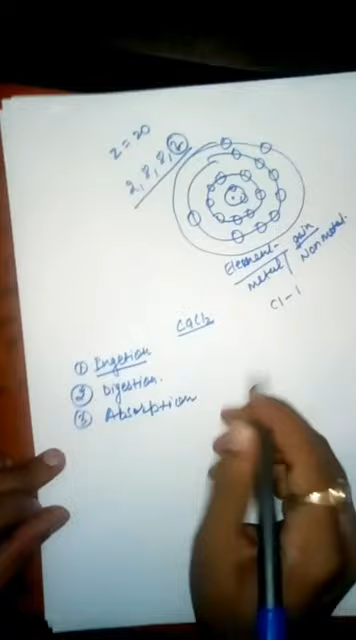 Z = 20
2, 8, 8, 2
Element-
metal | gain
Non metal.
Cl-1
CaCl2
① Ingestion
② Digestion.
③ Absorption